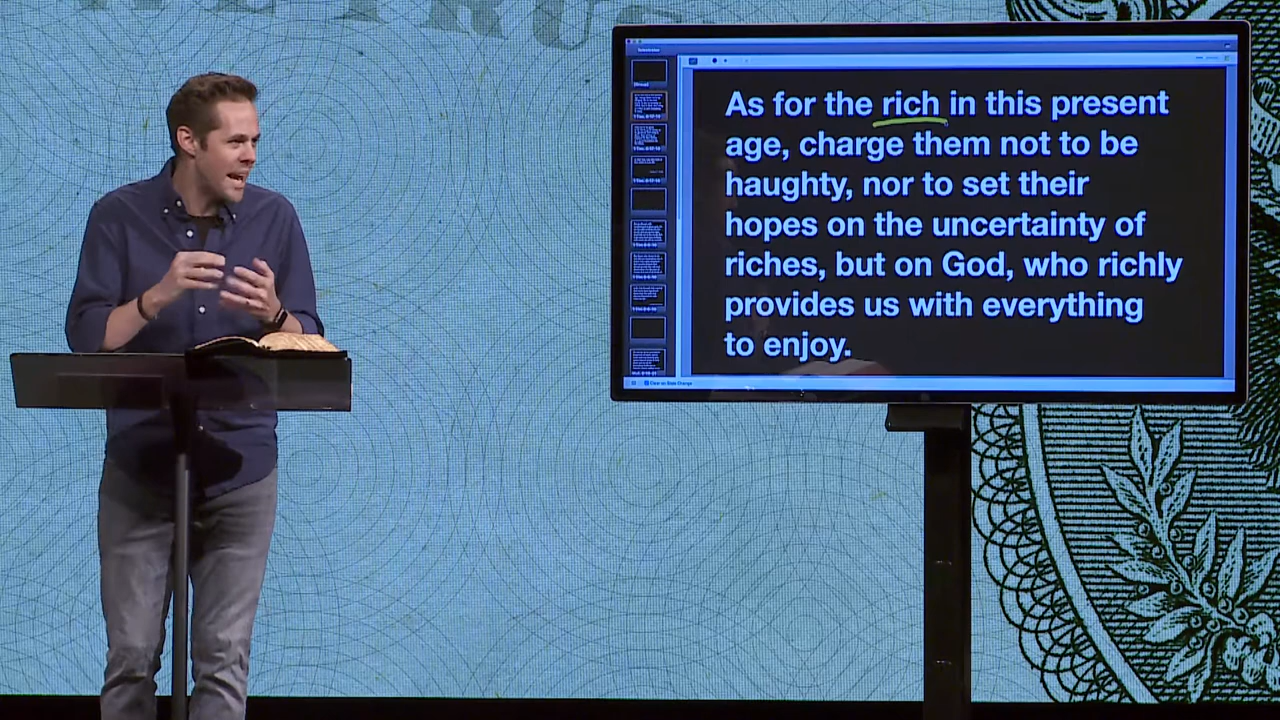 As for the rich in this present
age, charge them not to be
haughty, nor to set their
hopes on the uncertainty of
riches, but on God, who richly
provides us with everything
to enjoy.